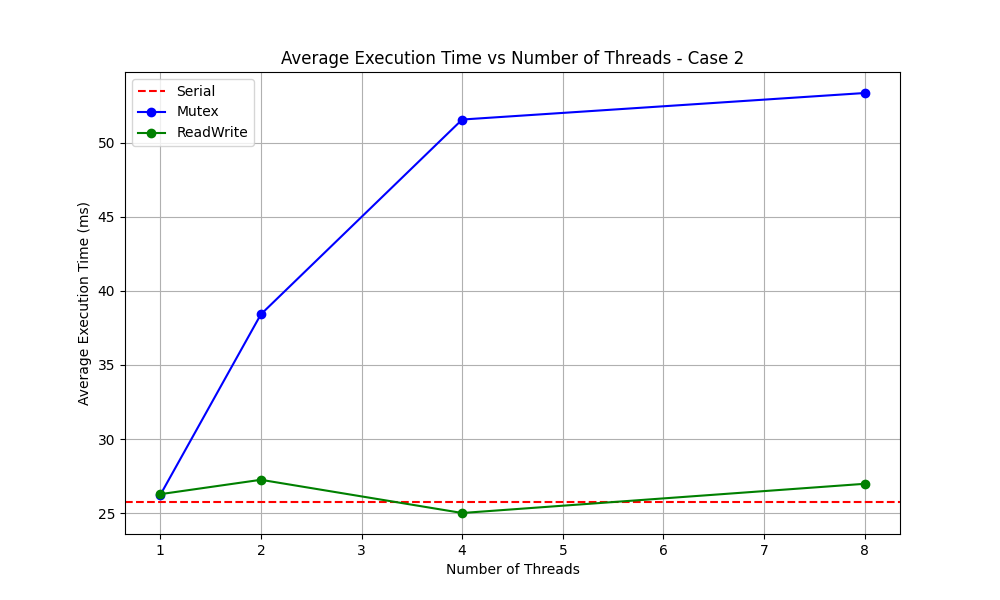 Average Execution Time vs Number of Threads - Case 2
Serial
Mutex
ReadWrite
Average Execution Time (ms)
50
45
40
35
30
25
1 2 3 4 5 6 7 8
Number of Threads